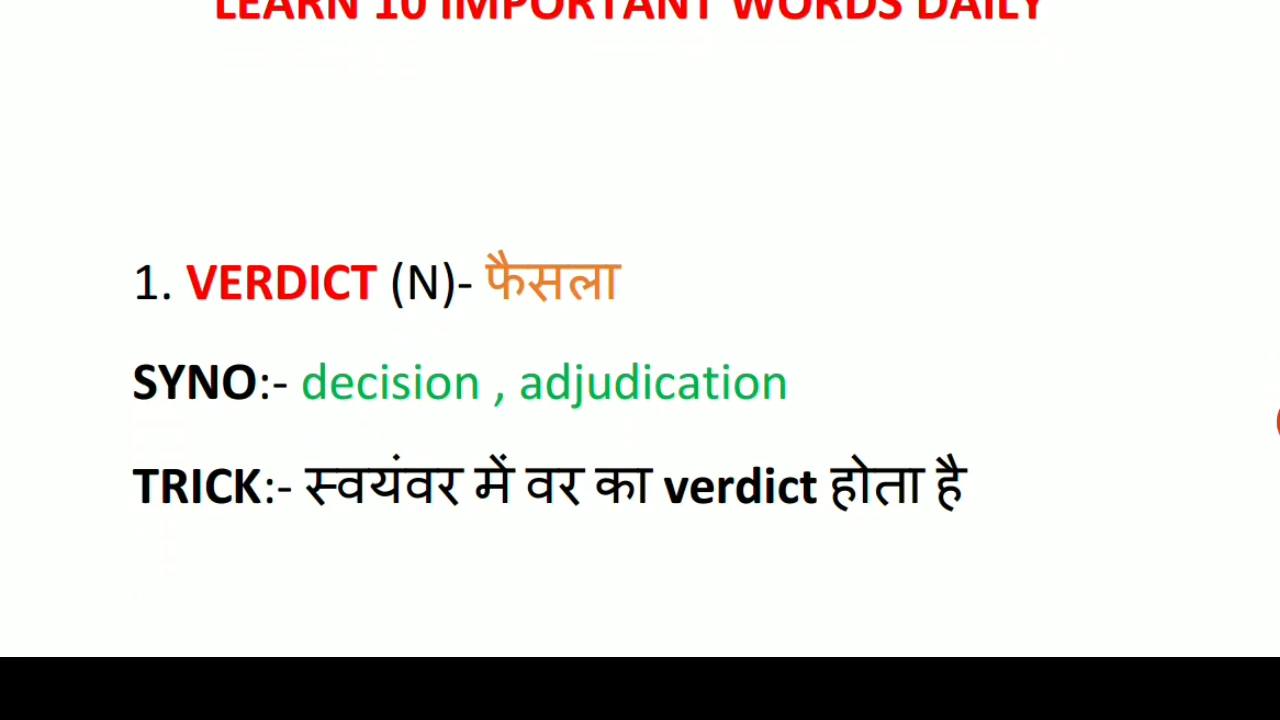 LEARN 10 IMPORTANT WORDS DAILY
1. VERDICT (N)- फैसला
SYNO:- decision , adjudication
TRICK:- स्वयंवर में वर का verdict होता है